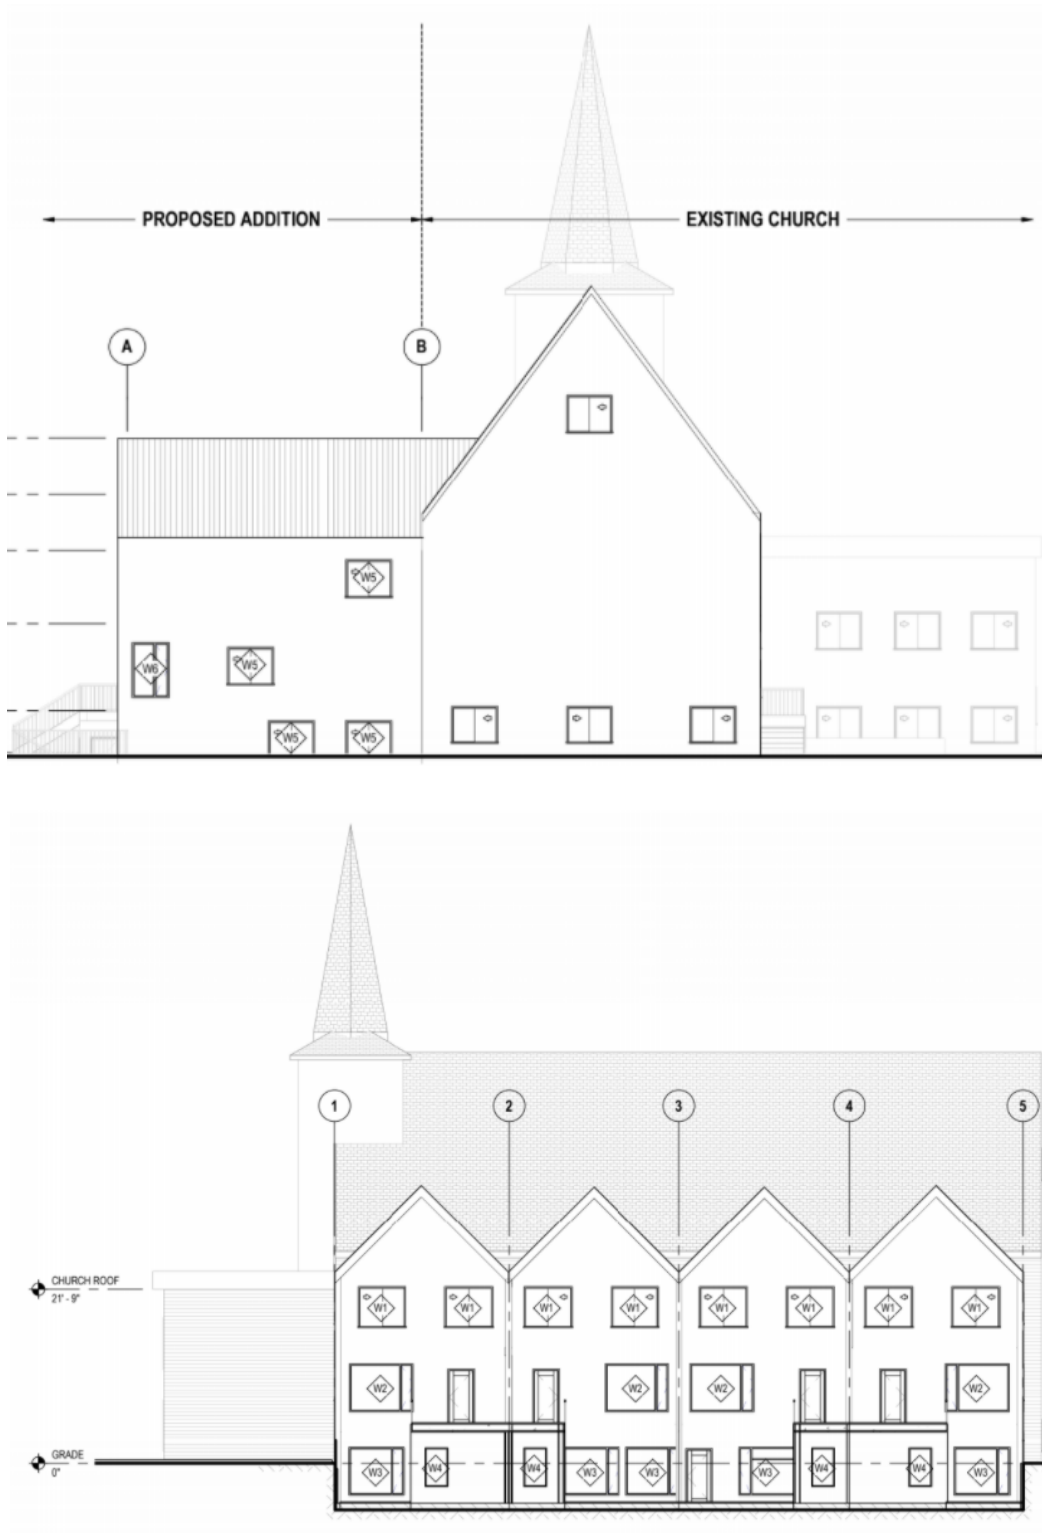 PROPOSED ADDITION
EXISTING CHURCH
A
B
W5
W6
W5
W5
W5
1
2
3
4
5
CHURCH ROOF
21' - 9"
W1
W1
W1
W1
W1
W1
W1
W1
W2
W2
W2
W2
GRADE
0"
W3
W4
W4
W3
W3
W3
W4
W4
W3